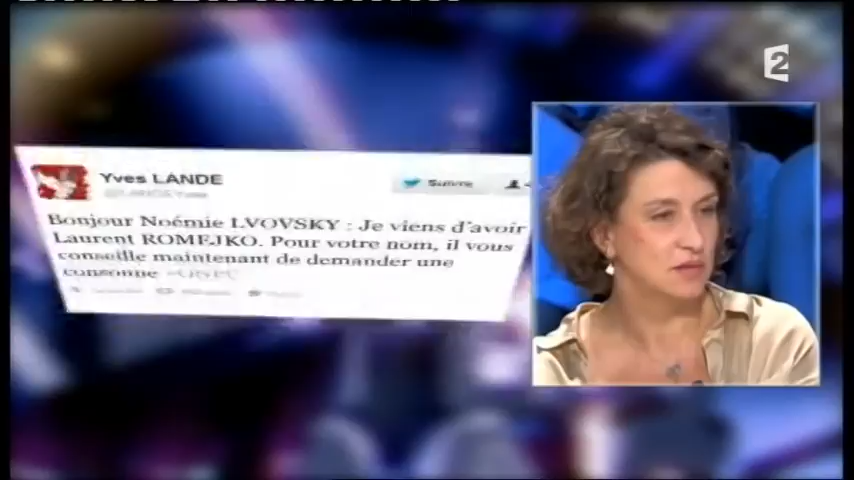 2
Yves LANDE
Suivre
Bonjour Noémie LVOVSKY : Je viens d'avoir
Laurent ROMEJKO. Pour votre nom, il vous
conseille maintenant de demander une
consonne